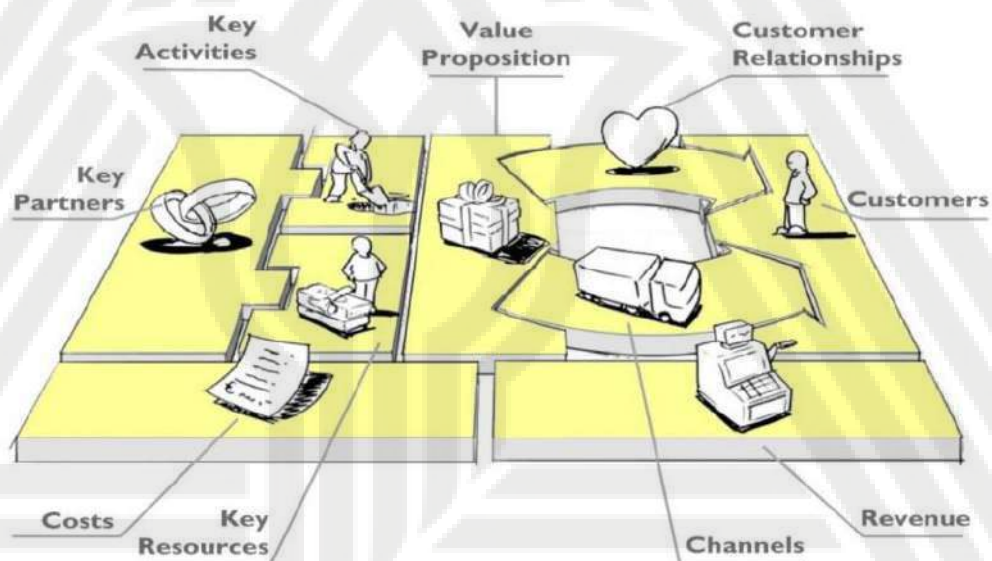 Key
Activities
Value
Proposition
Customer
Relationships
Key
Partners
Customers
Costs
Key
Resources
Channels
Revenue